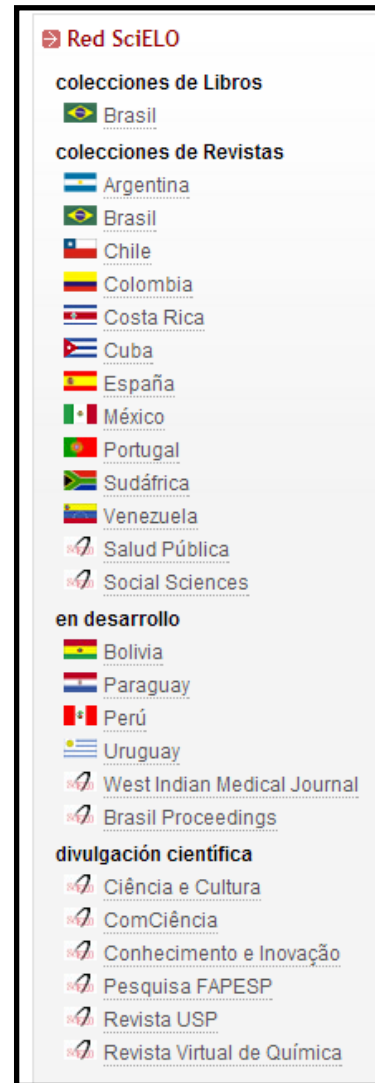 Red SciELO
colecciones de Libros
Brasil
colecciones de Revistas
Argentina
Brasil
Chile
Colombia
Costa Rica
Cuba
España
México
Portugal
Sudáfrica
Venezuela
Salud Pública
Social Sciences
en desarrollo
Bolivia
Paraguay
Perú
Uruguay
West Indian Medical Journal
Brasil Proceedings
divulgación científica
Ciência e Cultura
ComCiência
Conhecimento e Inovação
Pesquisa FAPESP
Revista USP
Revista Virtual de Química